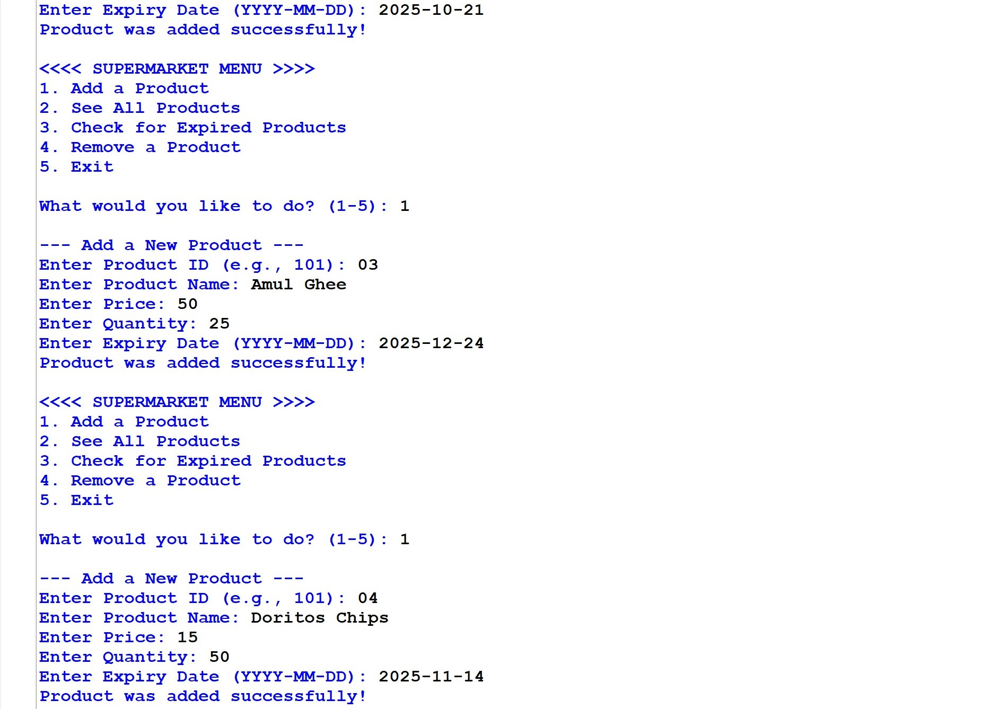 Enter Expiry Date (YYYY-MM-DD): 2025-10-21
Product was added successfully!
<<<< SUPERMARKET MENU >>>>
1. Add a Product
2. See All Products
3. Check for Expired Products
4. Remove a Product
5. Exit
What would you like to do? (1-5): 1
--- Add a New Product ---
Enter Product ID (e.g., 101): 03
Enter Product Name: Amul Ghee
Enter Price: 50
Enter Quantity: 25
Enter Expiry Date (YYYY-MM-DD): 2025-12-24
Product was added successfully!
<<<< SUPERMARKET MENU >>>>
1. Add a Product
2. See All Products
3. Check for Expired Products
4. Remove a Product
5. Exit
What would you like to do? (1-5): 1
--- Add a New Product ---
Enter Product ID (e.g., 101): 04
Enter Product Name: Doritos Chips
Enter Price: 15
Enter Quantity: 50
Enter Expiry Date (YYYY-MM-DD): 2025-11-14
Product was added successfully!